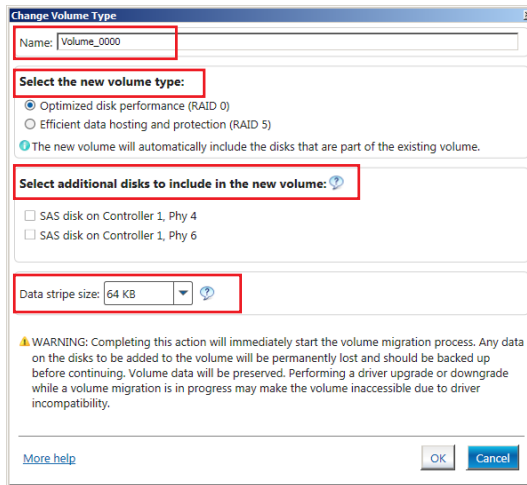 Change Volume Type
Name: Volume_0000
Select the new volume type:
Optimized disk performance (RAID 0)
Efficient data hosting and protection (RAID 5)
The new volume will automatically include the disks that are part of the existing volume.
Select additional disks to include in the new volume:
SAS disk on Controller 1, Phy 4
SAS disk on Controller 1, Phy 6
Data stripe size: 64 KB
WARNING: Completing this action will immediately start the volume migration process. Any data
on the disks to be added to the volume will be permanently lost and should be backed up
before continuing. Volume data will be preserved. Performing a driver upgrade or downgrade
while a volume migration is in progress may make the volume inaccessible due to driver
incompatibility.
More help
OK
Cancel